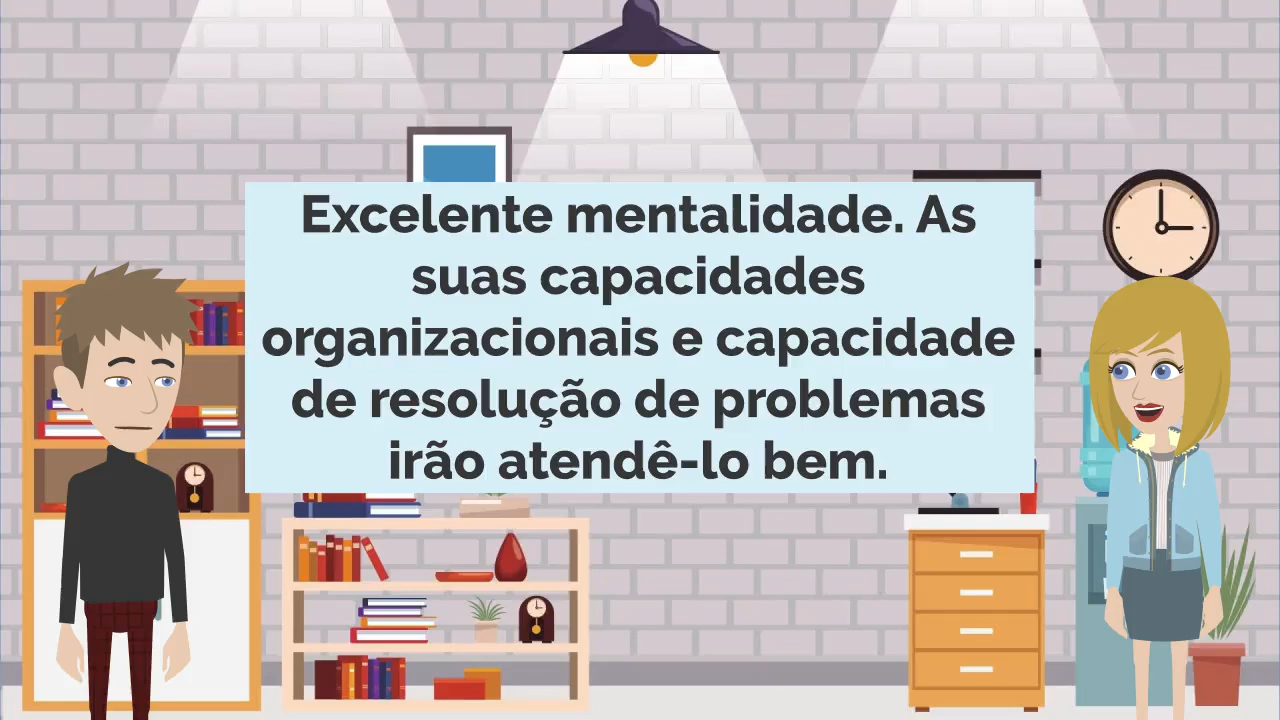 Excelente mentalidade. As
suas capacidades
organizacionais e capacidade
de resolução de problemas
irão atendê-lo bem.